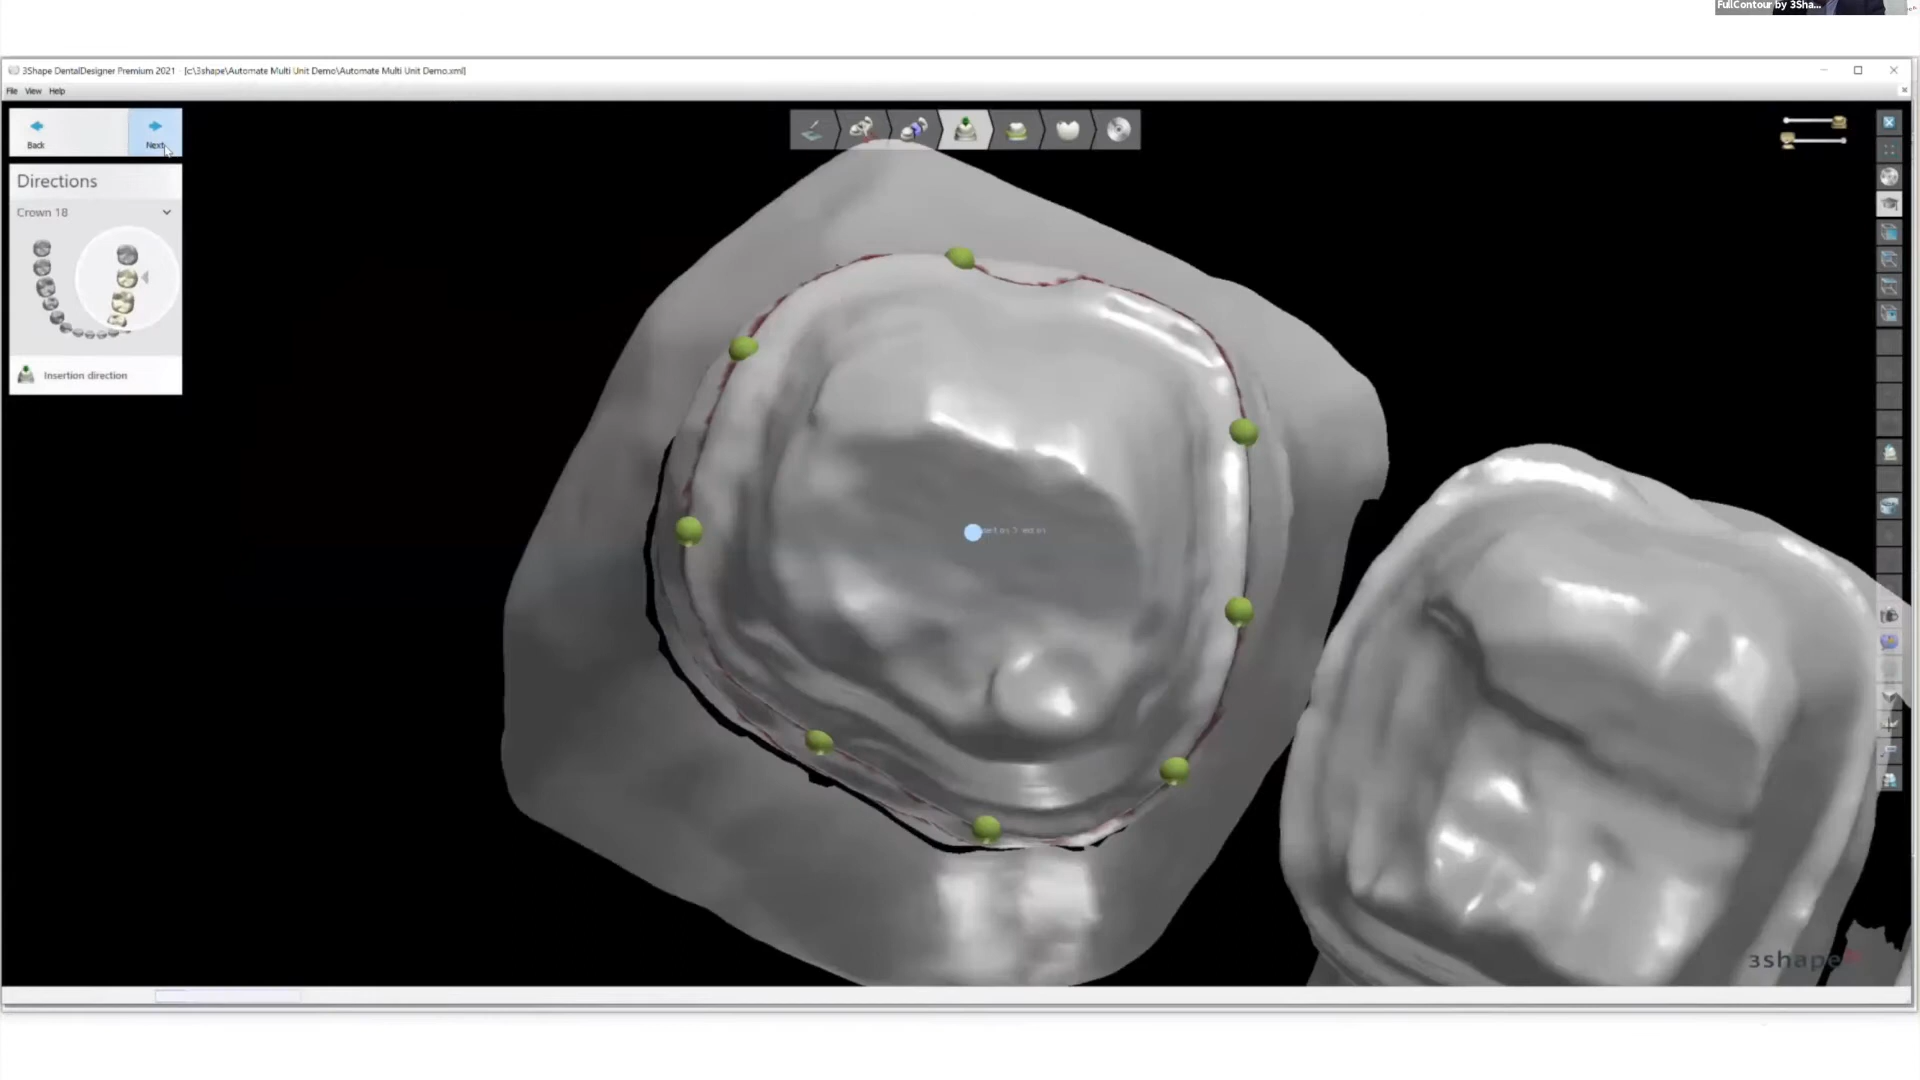 FullContour by 3Sha...
3Shape DentalDesigner Premium 2021 - [c:\3shape\Automate Multi Unit Demo\Automate Multi Unit Demo.xml]
File View Help
Back Next
Directions
Crown 18
Insertion direction
3shape